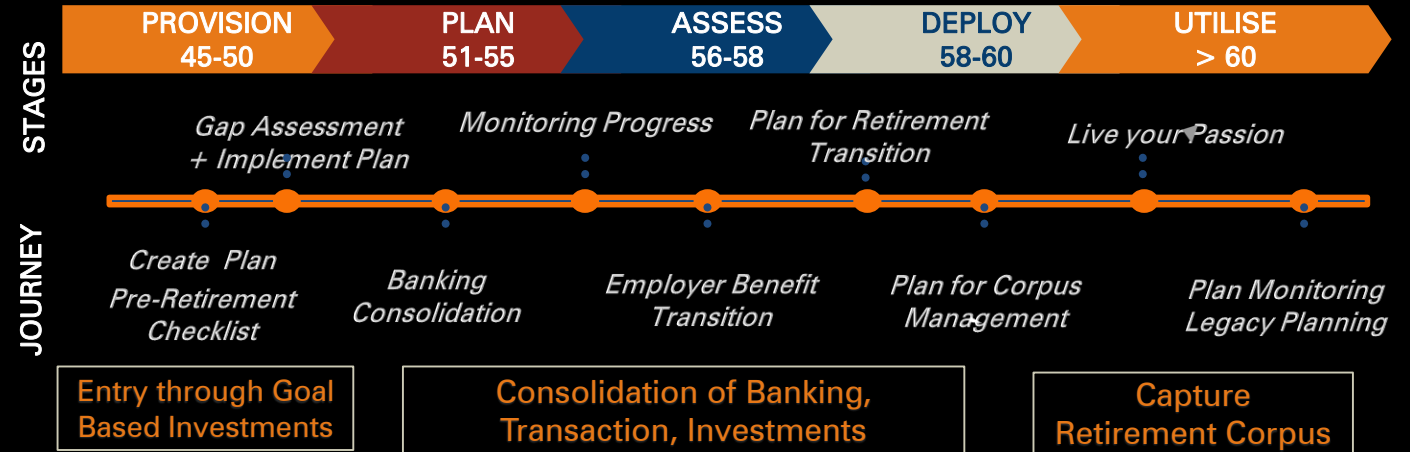 STAGES
PROVISION
45-50
PLAN
51-55
ASSESS
56-58
DEPLOY
58-60
UTILISE
> 60
Gap Assessment
+ Implement Plan
Monitoring Progress
Plan for Retirement
Transition
Live your Passion
JOURNEY
Create Plan
Pre-Retirement
Checklist
Banking
Consolidation
Employer Benefit
Transition
Plan for Corpus
Management
Plan Monitoring
Legacy Planning
Entry through Goal
Based Investments
Consolidation of Banking,
Transaction, Investments
Capture
Retirement Corpus